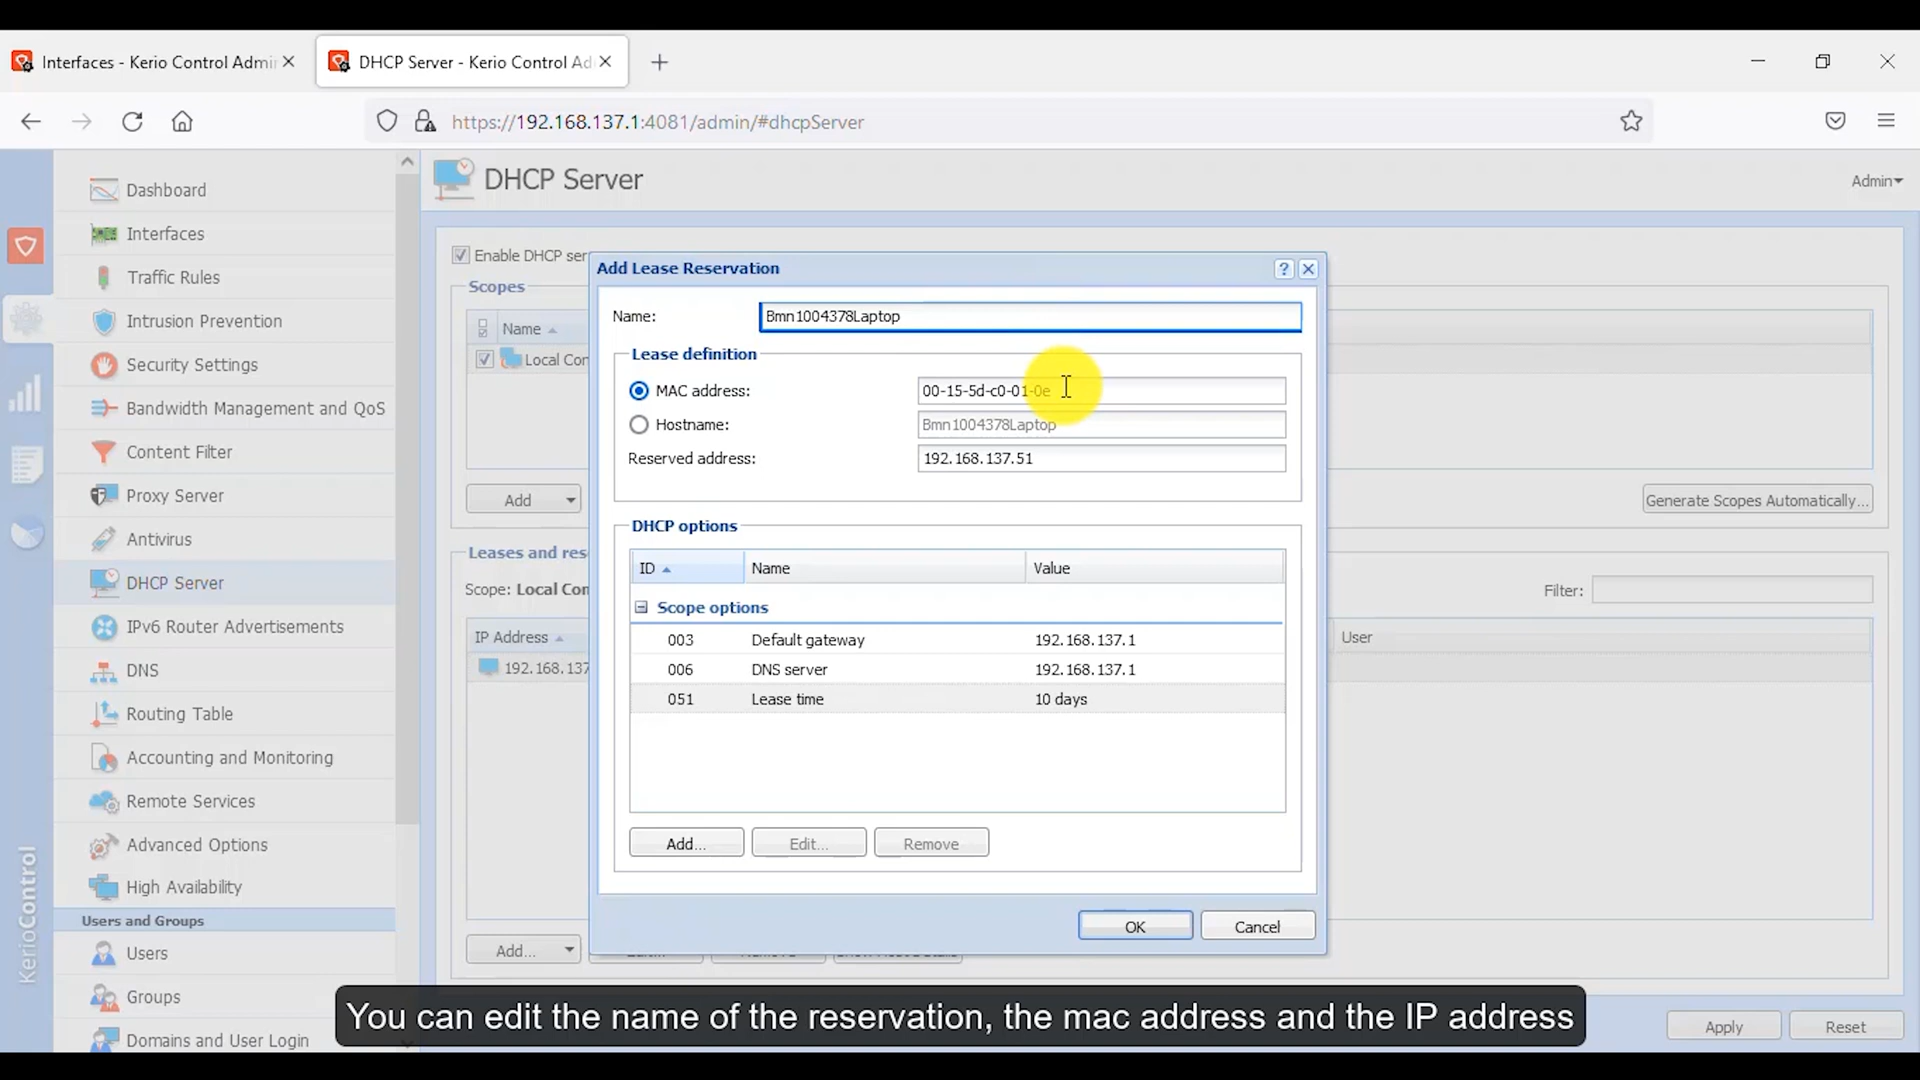 Interfaces - Kerio Control Admin
DHCP Server - Kerio Control Ad
https://192.168.137.1:4081/admin/#dhcpServer
Dashboard
Interfaces
Traffic Rules
Intrusion Prevention
Security Settings
Bandwidth Management and QoS
Content Filter
Proxy Server
Antivirus
DHCP Server
IPv6 Router Advertisements
DNS
Routing Table
Accounting and Monitoring
Remote Services
Advanced Options
High Availability
Users and Groups
Users
Groups
Domains and User Login
KerioControl
DHCP Server
Admin
Enable DHCP ser
Scopes
Name
Local Con
Add
Generate Scopes Automatically...
Leases and res
Scope: Local Con
Filter:
IP Address
User
192.168.137
Add...
Add Lease Reservation
Name: Bmn1004378Laptop
Lease definition
MAC address: 00-15-5d-c0-01-0e
Hostname: Bmn1004378Laptop
Reserved address: 192.168.137.51
DHCP options
ID Name Value
Scope options
003 Default gateway 192.168.137.1
006 DNS server 192.168.137.1
051 Lease time 10 days
Add... Edit... Remove
OK Cancel
You can edit the name of the reservation, the mac address and the IP address
Apply Reset